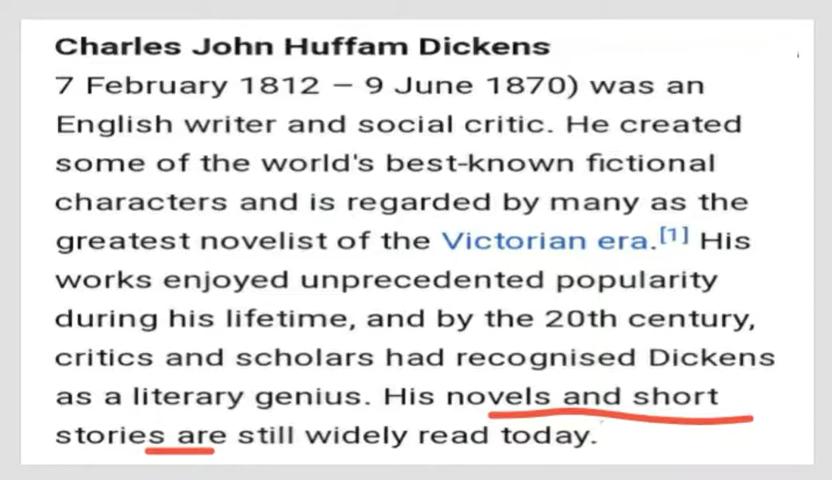 Charles John Huffam Dickens
7 February 1812 – 9 June 1870) was an
English writer and social critic. He created
some of the world's best-known fictional
characters and is regarded by many as the
greatest novelist of the Victorian era.[1] His
works enjoyed unprecedented popularity
during his lifetime, and by the 20th century,
critics and scholars had recognised Dickens
as a literary genius. His novels and short
stories are still widely read today.